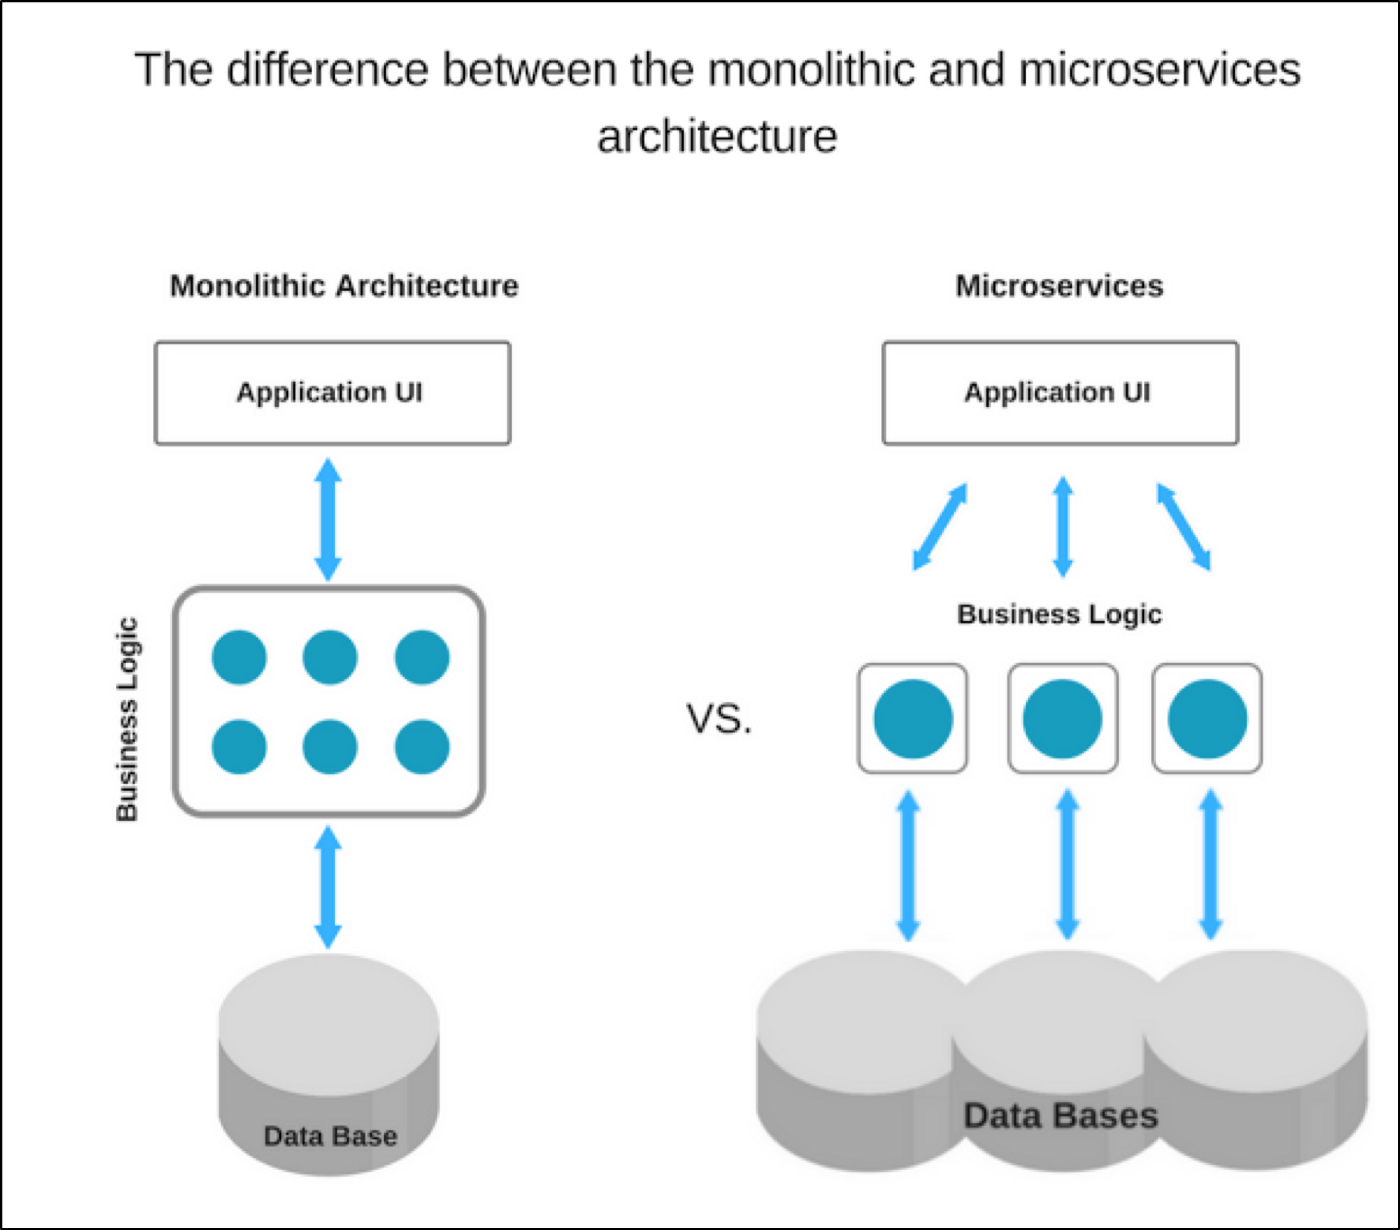 The difference between the monolithic and microservices
architecture
Monolithic Architecture
Application UI
Business Logic
Data Base
VS.
Microservices
Application UI
Business Logic
Data Bases